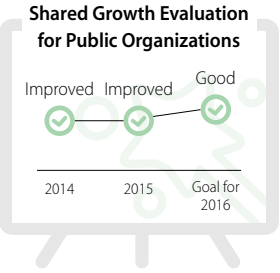 Shared Growth Evaluation
for Public Organizations
Improved Improved Good
2014 2015 Goal for
2016